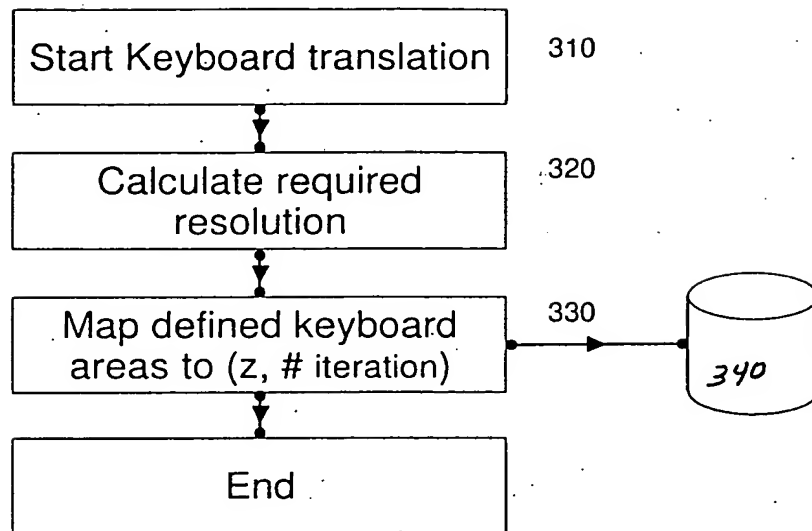 Start Keyboard translation 310
Calculate required 320
resolution
Map defined keyboard 330
areas to (z, # iteration)
340
End